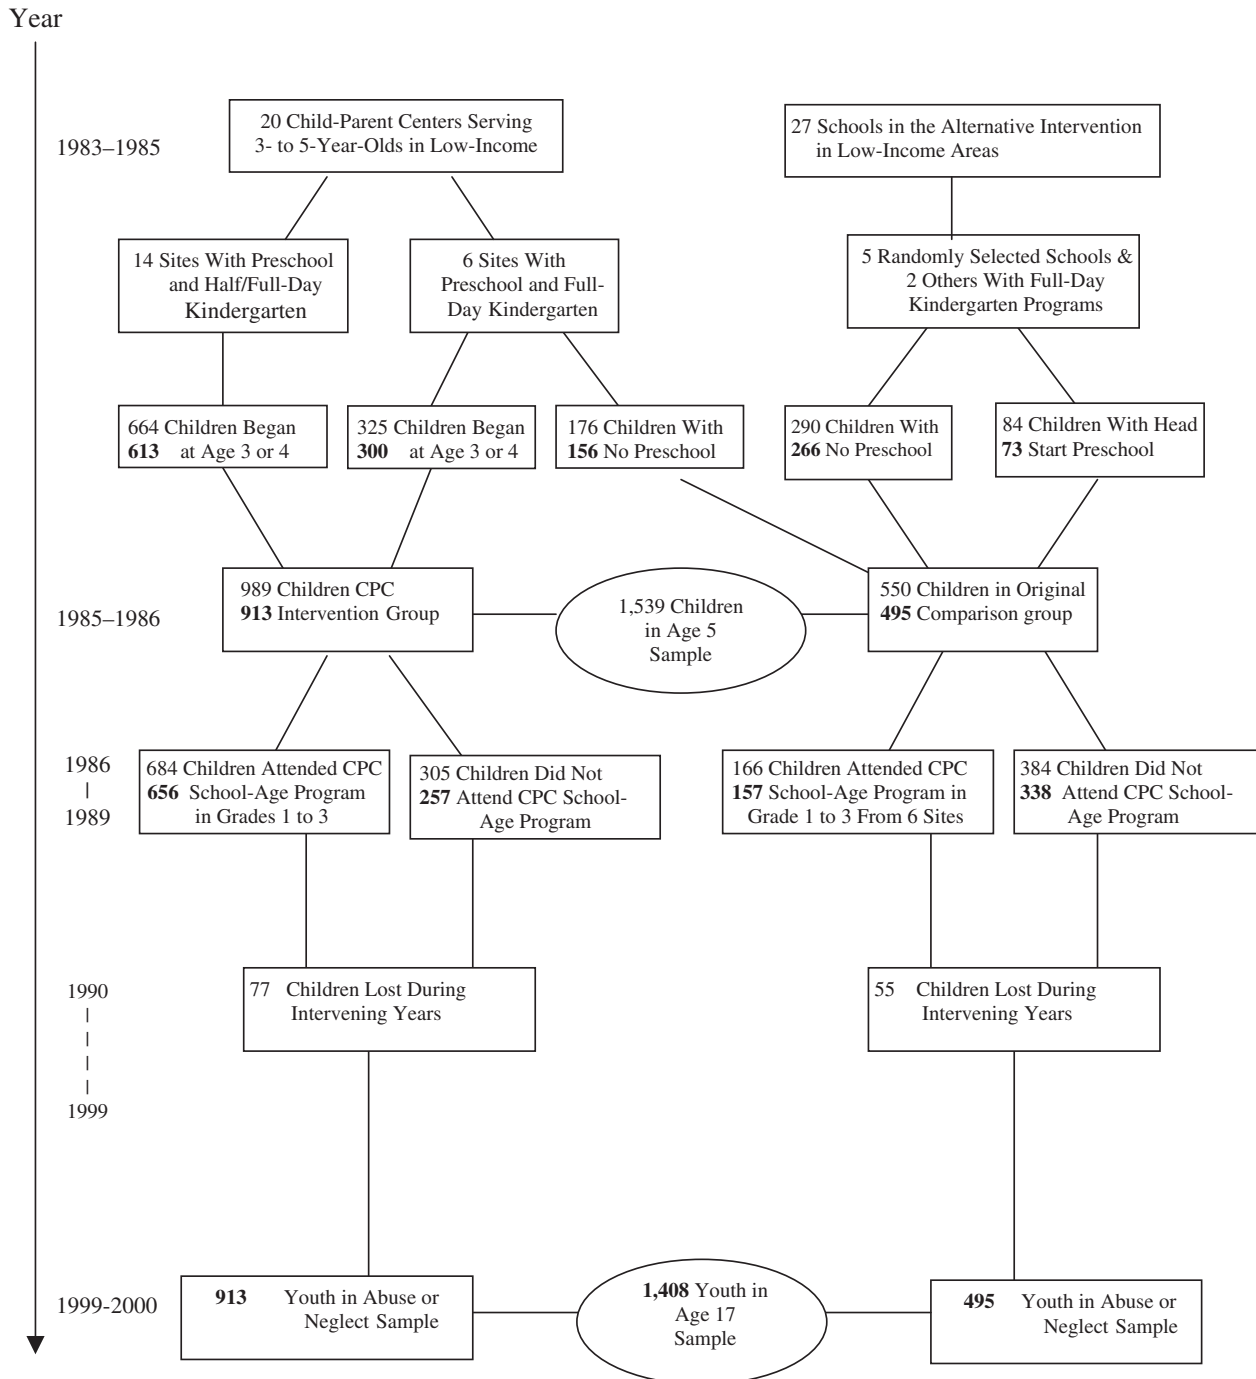 Year
1983–1985
20 Child-Parent Centers Serving
3- to 5-Year-Olds in Low-Income
27 Schools in the Alternative Intervention
in Low-Income Areas
14 Sites With Preschool
and Half/Full-Day
Kindergarten
6 Sites With
Preschool and Full-
Day Kindergarten
5 Randomly Selected Schools &
2 Others With Full-Day
Kindergarten Programs
664 Children Began
613 at Age 3 or 4
325 Children Began
300 at Age 3 or 4
176 Children With
156 No Preschool
290 Children With
266 No Preschool
84 Children With Head
73 Start Preschool
1985–1986
989 Children CPC
913 Intervention Group
1,539 Children
in Age 5
Sample
550 Children in Original
495 Comparison group
1986
1989
684 Children Attended CPC
656 School-Age Program
in Grades 1 to 3
305 Children Did Not
257 Attend CPC School-
Age Program
166 Children Attended CPC
157 School-Age Program in
Grade 1 to 3 From 6 Sites
384 Children Did Not
338 Attend CPC School-
Age Program
1990
1999
77 Children Lost During
Intervening Years
55 Children Lost During
Intervening Years
1999-2000
913 Youth in Abuse or
Neglect Sample
1,408 Youth in
Age 17
Sample
495 Youth in Abuse or
Neglect Sample